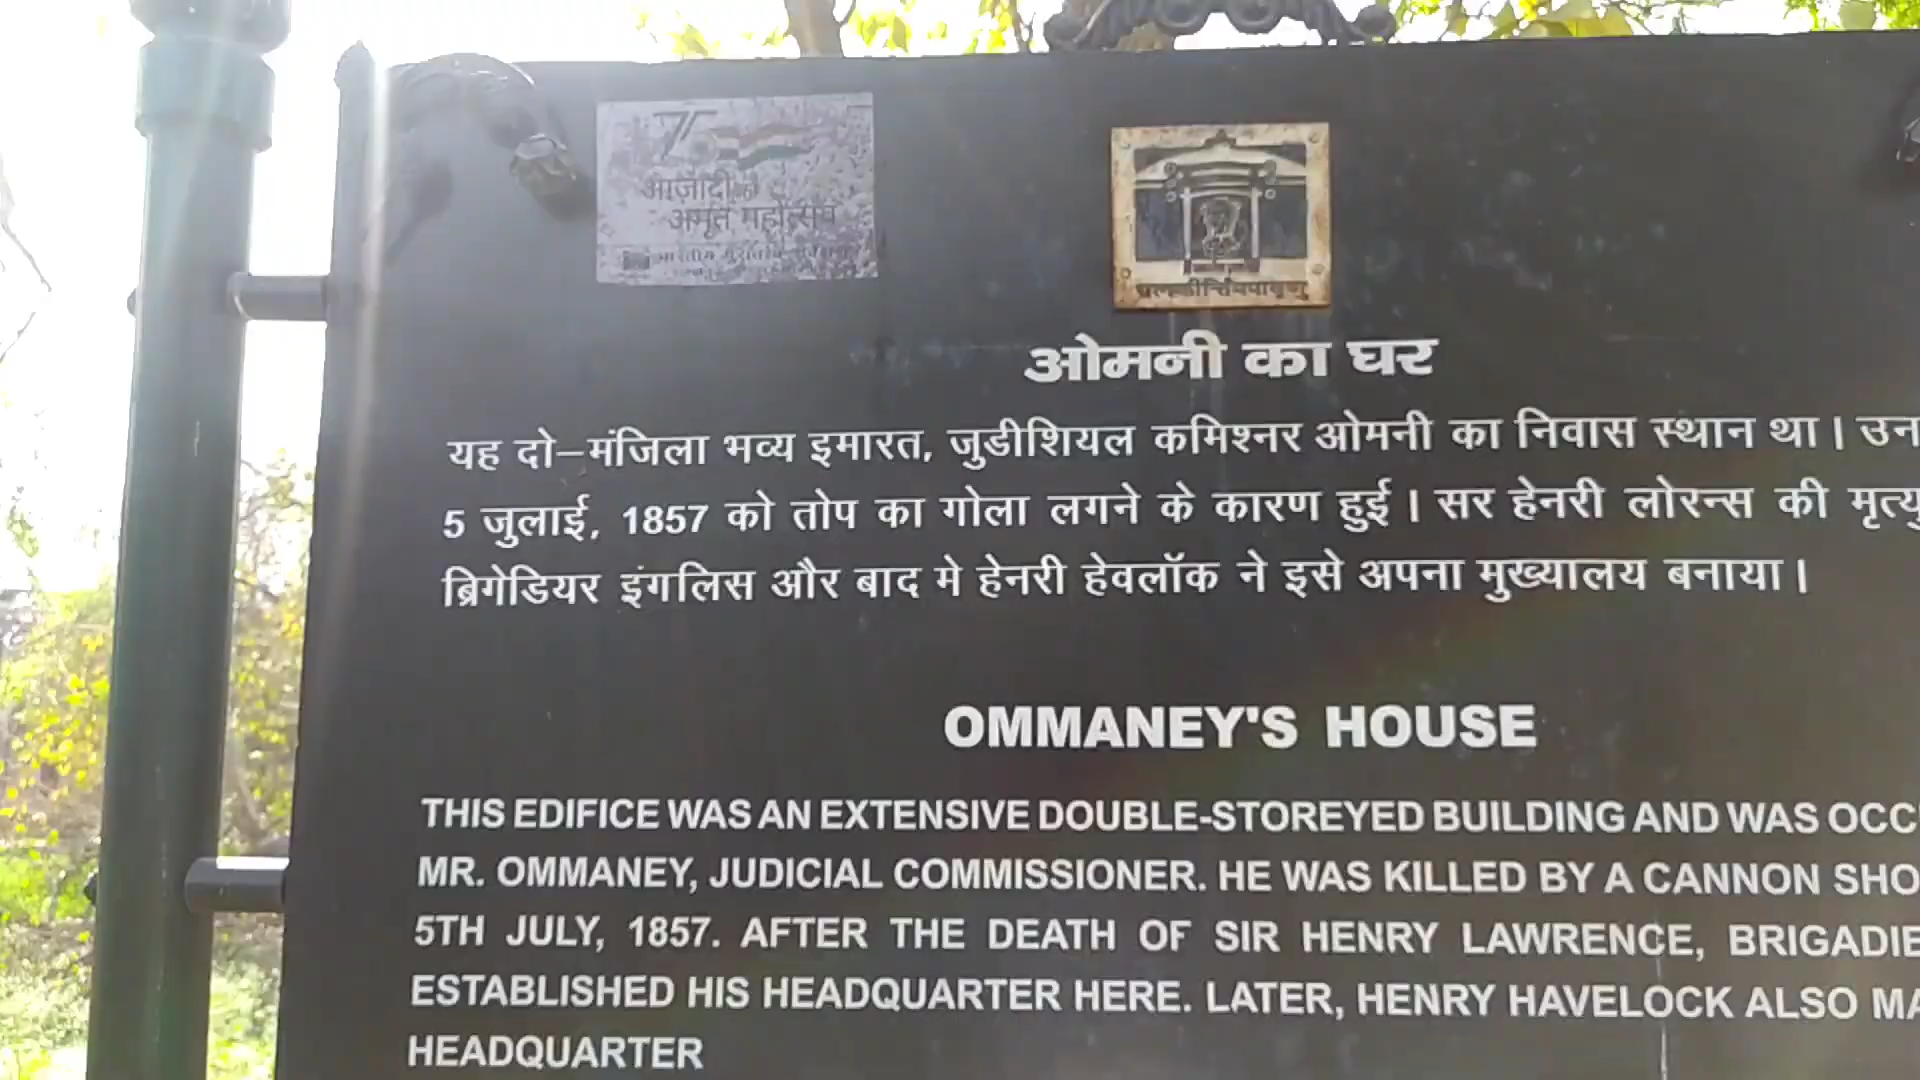 आज़ादी का
अमृत महोत्सव
ओमनी का घर
यह दो–मंजिला भव्य इमारत, जुडीशियल कमिश्नर ओमनी का निवास स्थान था। उन
5 जुलाई, 1857 को तोप का गोला लगने के कारण हुई। सर हेनरी लोरन्स की मृत्यु
ब्रिगेडियर इंगलिस और बाद मे हेनरी हेवलॉक ने इसे अपना मुख्यालय बनाया।
OMMANEY'S HOUSE
THIS EDIFICE WAS AN EXTENSIVE DOUBLE-STOREYED BUILDING AND WAS OCC
MR. OMMANEY, JUDICIAL COMMISSIONER. HE WAS KILLED BY A CANNON SHO
5TH JULY, 1857. AFTER THE DEATH OF SIR HENRY LAWRENCE, BRIGADIE
ESTABLISHED HIS HEADQUARTER HERE. LATER, HENRY HAVELOCK ALSO MA
HEADQUARTER